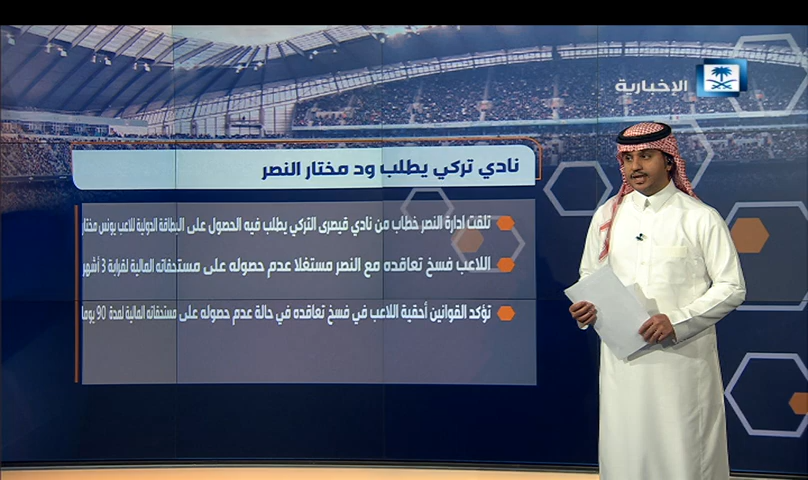 الإخبارية
نادي تركي يطلب ود مختار النصر
تلقت ادارة النصر خطاب من نادي قيصرى التركي يطلب فيه الحصول على البطاقة الدولية للاعب يونس مختار
اللاعب فسخ تعاقده مع النصر مستغلا عدم حصوله على مستحقاته المالية لقرابة 3 أشهر
تؤكد القوانين أحقية اللاعب في فسخ تعاقده في حالة عدم حصوله على مستحقاته المالية لمدة 90 يوما